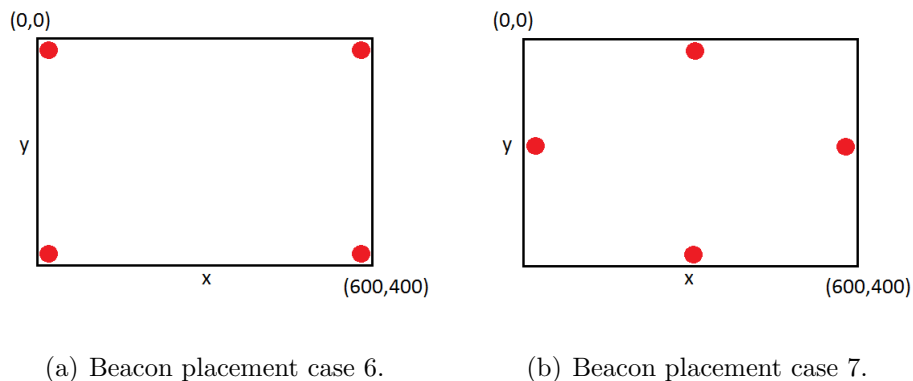 (0,0)
y
x
(600,400)
(a) Beacon placement case 6.
(0,0)
y
x
(600,400)
(b) Beacon placement case 7.